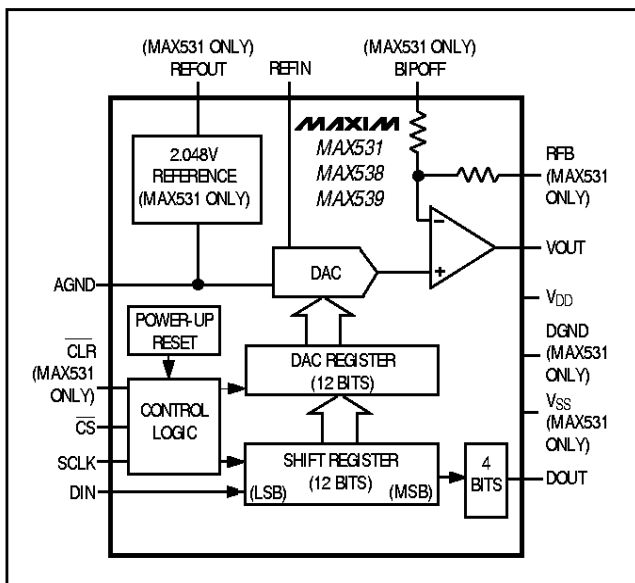 (MAX531 ONLY)
REFOUT
REFIN
(MAX531 ONLY)
BIPOFF
MAXIM
MAX531
MAX538
MAX539
2.048V
REFERENCE
(MAX531 ONLY)
RFB
(MAX531
ONLY)
VOUT
AGND
DAC
VDD
POWER-UP
RESET
DGND
(MAX531
ONLY)
CLR
(MAX531
ONLY)
DAC REGISTER
(12 BITS)
CONTROL
LOGIC
VSS
(MAX531
ONLY)
CS
SCLK
SHIFT REGISTER
(12 BITS)
4
BITS
DOUT
DIN
(LSB)
(MSB)